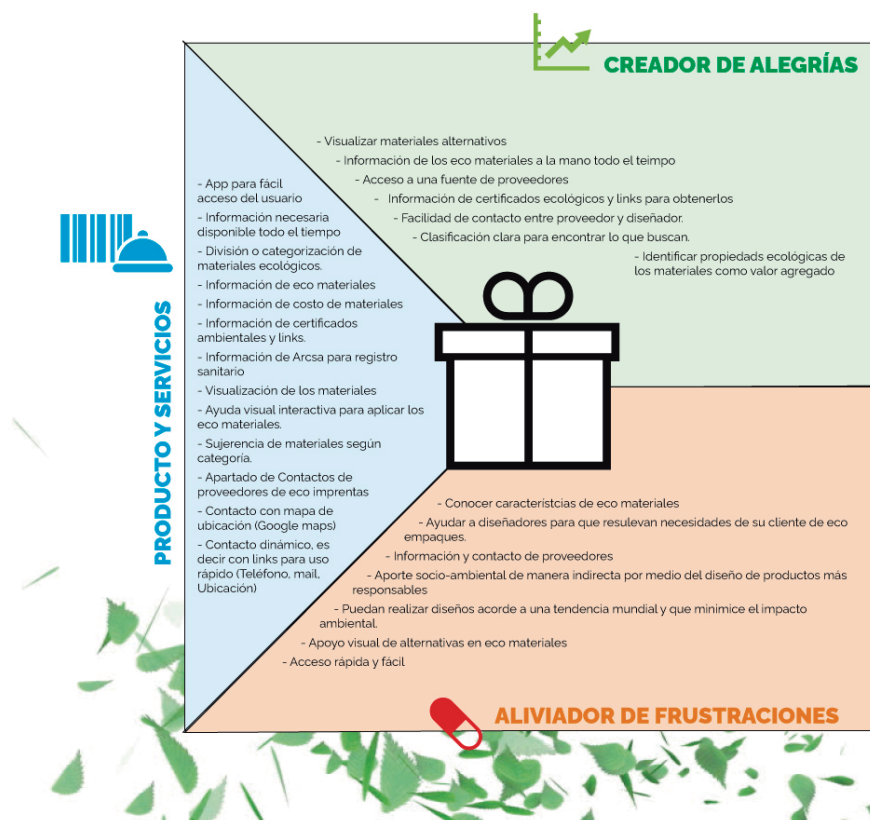 CREADOR DE ALEGRÍAS
- Visualizar materiales alternativos
- Información de los eco materiales a la mano todo el teimpo
- Acceso a una fuente de proveedores
- Información de certificados ecológicos y links para obtenerlos
- Facilidad de contacto entre proveedor y diseñador.
- Clasificación clara para encontrar lo que buscan.
- Identificar propiedads ecológicas de
los materiales como valor agregado
PRODUCTO Y SERVICIOS
- App para fácil
acceso del usuario
- Información necesaria
disponible todo el tiempo
- División o categorización de
materiales ecológicos.
- Información de eco materiales
- Información de costo de materiales
- Información de certificados
ambientales y links.
- Información de Arcsa para registro
sanitario
- Visualización de los materiales
- Ayuda visual interactiva para aplicar los
eco materiales.
- Sujerencia de materiales según
categoría.
- Apartado de Contactos de
proveedores de eco imprentas
- Contacto con mapa de
ubicación (Google maps)
- Contacto dinámico, es
decir con links para uso
rápido (Teléfono, mail,
Ubicación)
- Conocer característcias de eco materiales
- Ayudar a diseñadores para que resulevan necesidades de su cliente de eco
empaques.
- Información y contacto de proveedores
- Aporte socio-ambiental de manera indirecta por medio del diseño de productos más
responsables
- Puedan realizar diseños acorde a una tendencia mundial y que minimice el impacto
ambiental.
- Apoyo visual de alternativas en eco materiales
- Acceso rápida y fácil
ALIVIADOR DE FRUSTRACIONES